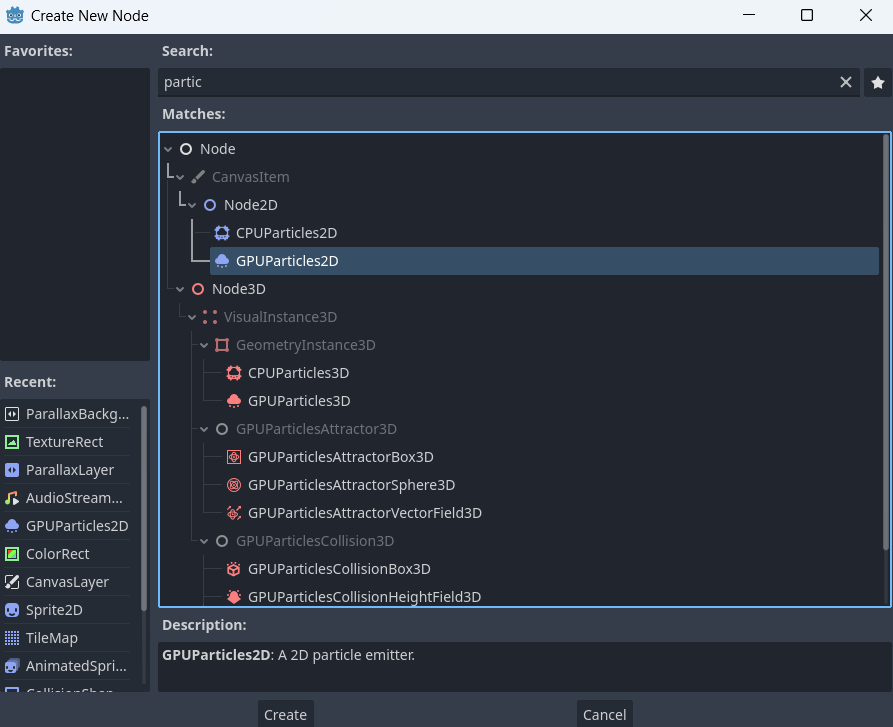 Create New Node
Favorites:
Search:
partic
Matches:
Node
CanvasItem
Node2D
CPUParticles2D
GPUParticles2D
Node3D
VisualInstance3D
GeometryInstance3D
CPUParticles3D
GPUParticles3D
GPUParticlesAttractor3D
GPUParticlesAttractorBox3D
GPUParticlesAttractorSphere3D
GPUParticlesAttractorVectorField3D
GPUParticlesCollision3D
GPUParticlesCollisionBox3D
GPUParticlesCollisionHeightField3D
Recent:
ParallaxBackg...
TextureRect
ParallaxLayer
AudioStream...
GPUParticles2D
ColorRect
CanvasLayer
Sprite2D
TileMap
AnimatedSpri...
Description:
GPUParticles2D: A 2D particle emitter.
Create
Cancel